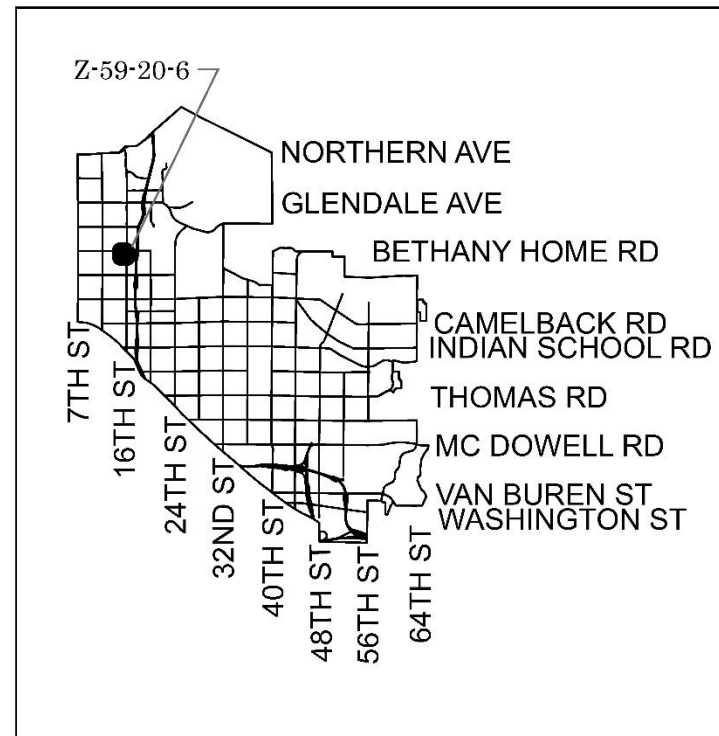 Z-59-20-6
NORTHERN AVE
GLENDALE AVE
BETHANY HOME RD
CAMELBACK RD
INDIAN SCHOOL RD
THOMAS RD
MC DOWELL RD
VAN BUREN ST
WASHINGTON ST
7TH ST
16TH ST
24TH ST
32ND ST
40TH ST
48TH ST
56TH ST
64TH ST